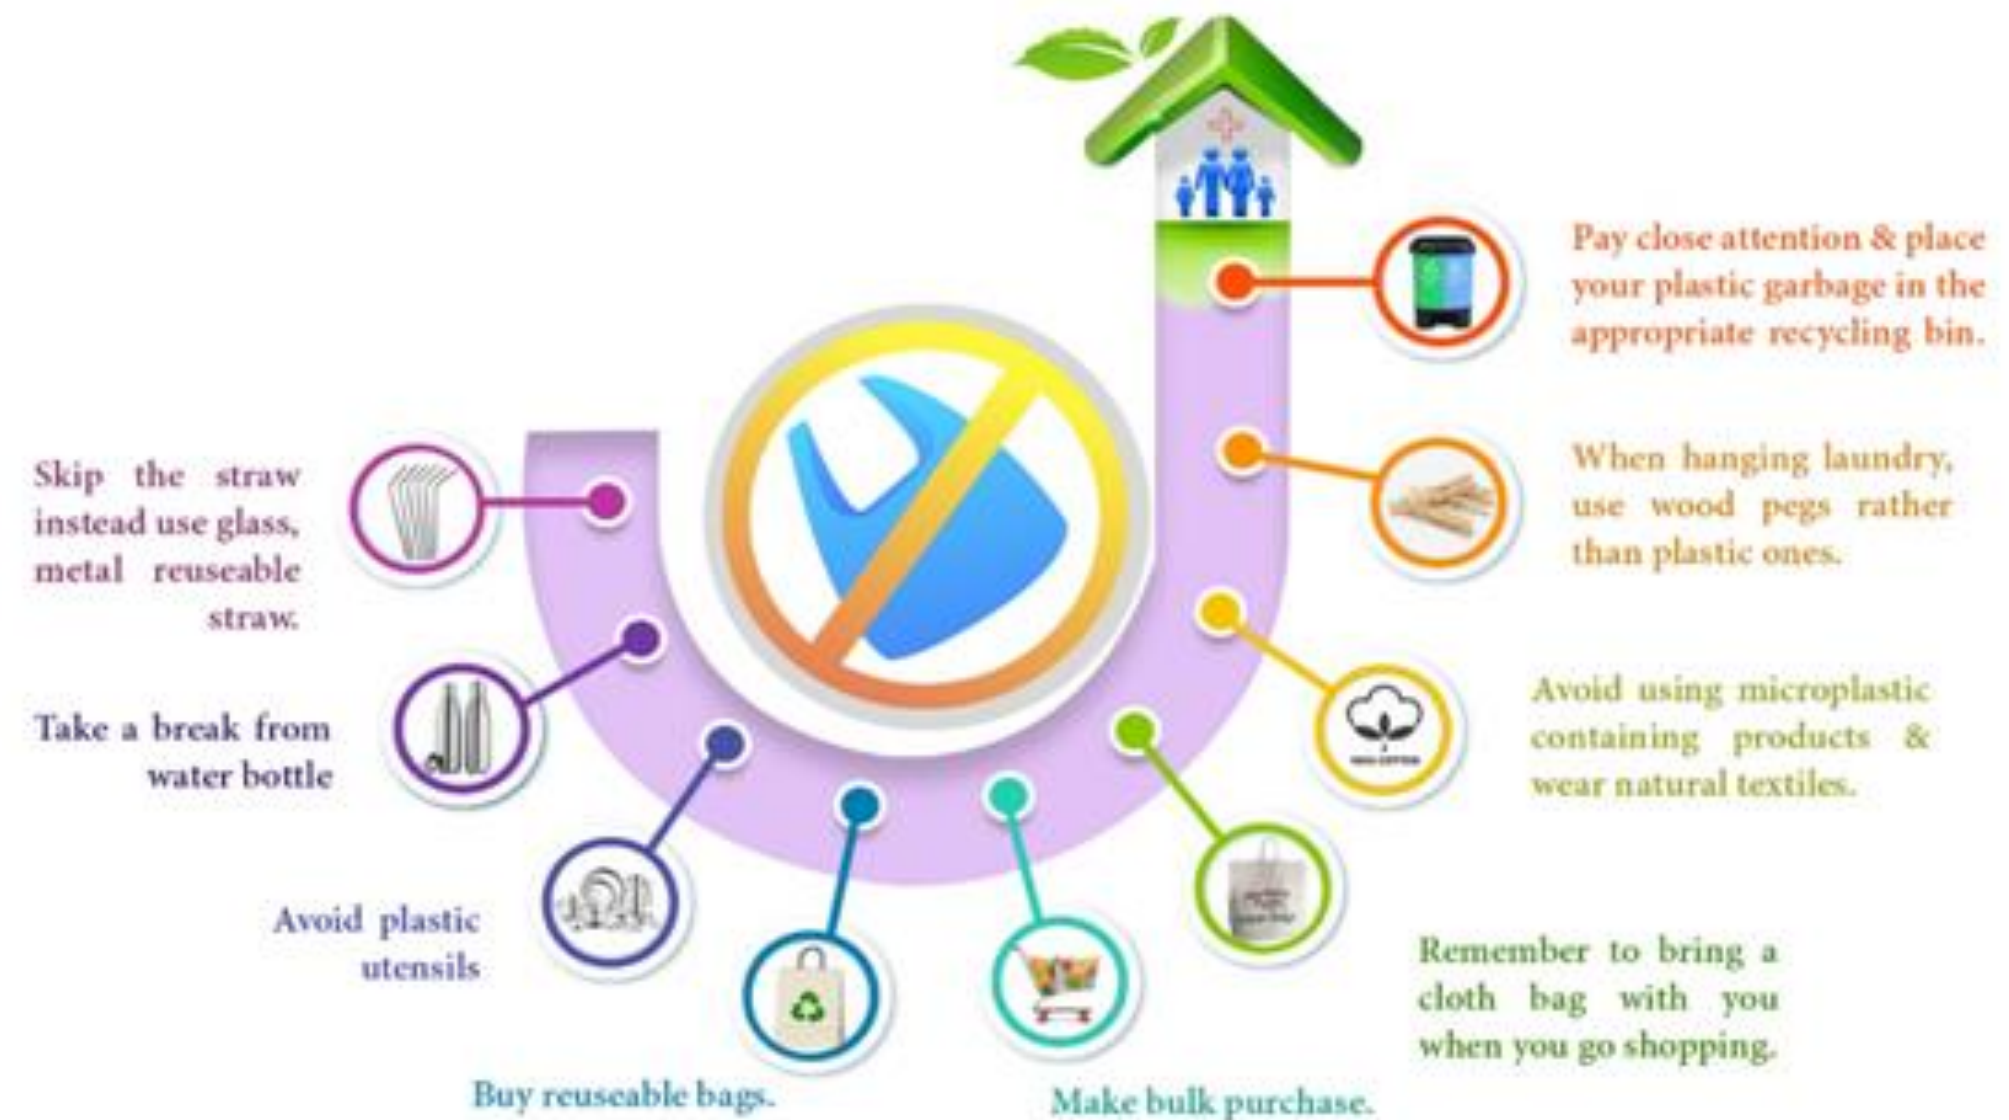 Skip the straw
instead use glass,
metal reuseable
straw.
Take a break from
water bottle
Avoid plastic
utensils
Buy reuseable bags.
Make bulk purchase.
Remember to bring a
cloth bag with you
when you go shopping.
Avoid using microplastic
containing products &
wear natural textiles.
When hanging laundry,
use wood pegs rather
than plastic ones.
Pay close attention & place
your plastic garbage in the
appropriate recycling bin.